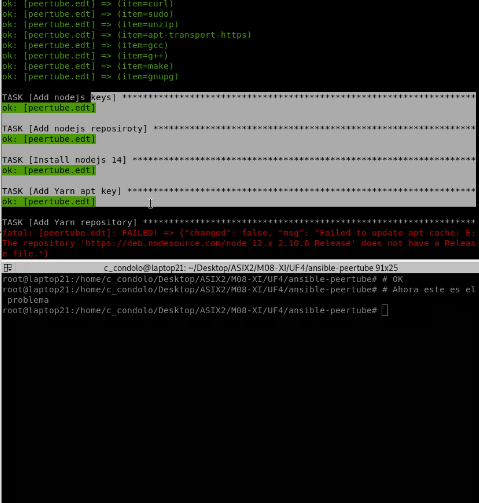 ok: [peertube.edt] => (item=curl)
ok: [peertube.edt] => (item=sudo)
ok: [peertube.edt] => (item=unzip)
ok: [peertube.edt] => (item=apt-transport-https)
ok: [peertube.edt] => (item=gcc)
ok: [peertube.edt] => (item=g++)
ok: [peertube.edt] => (item=make)
ok: [peertube.edt] => (item=gnupg)
TASK [Add nodejs keys] *******************************************************************
ok: [peertube.edt]
TASK [Add nodejs reposiroty] *************************************************************
ok: [peertube.edt]
TASK [Install nodejs 14] *****************************************************************
ok: [peertube.edt]
TASK [Add Yarn apt key] ******************************************************************
ok: [peertube.edt]
TASK [Add Yarn repository] ***************************************************************
fatal: [peertube.edt]: FAILED! => {"changed": false, "msg": "Failed to update apt cache: E:
The repository 'https://deb.nodesource.com/node_12.x 2.10.8 Release' does not have a Releas
e file."}
c_condolo@laptop21: ~/Desktop/ASIX2/M08-XI/UF4/ansible-peertube 91x25
root@laptop21:/home/c_condolo/Desktop/ASIX2/M08-XI/UF4/ansible-peertube# # OK
root@laptop21:/home/c_condolo/Desktop/ASIX2/M08-XI/UF4/ansible-peertube# # Ahora este es el
problema
root@laptop21:/home/c_condolo/Desktop/ASIX2/M08-XI/UF4/ansible-peertube#